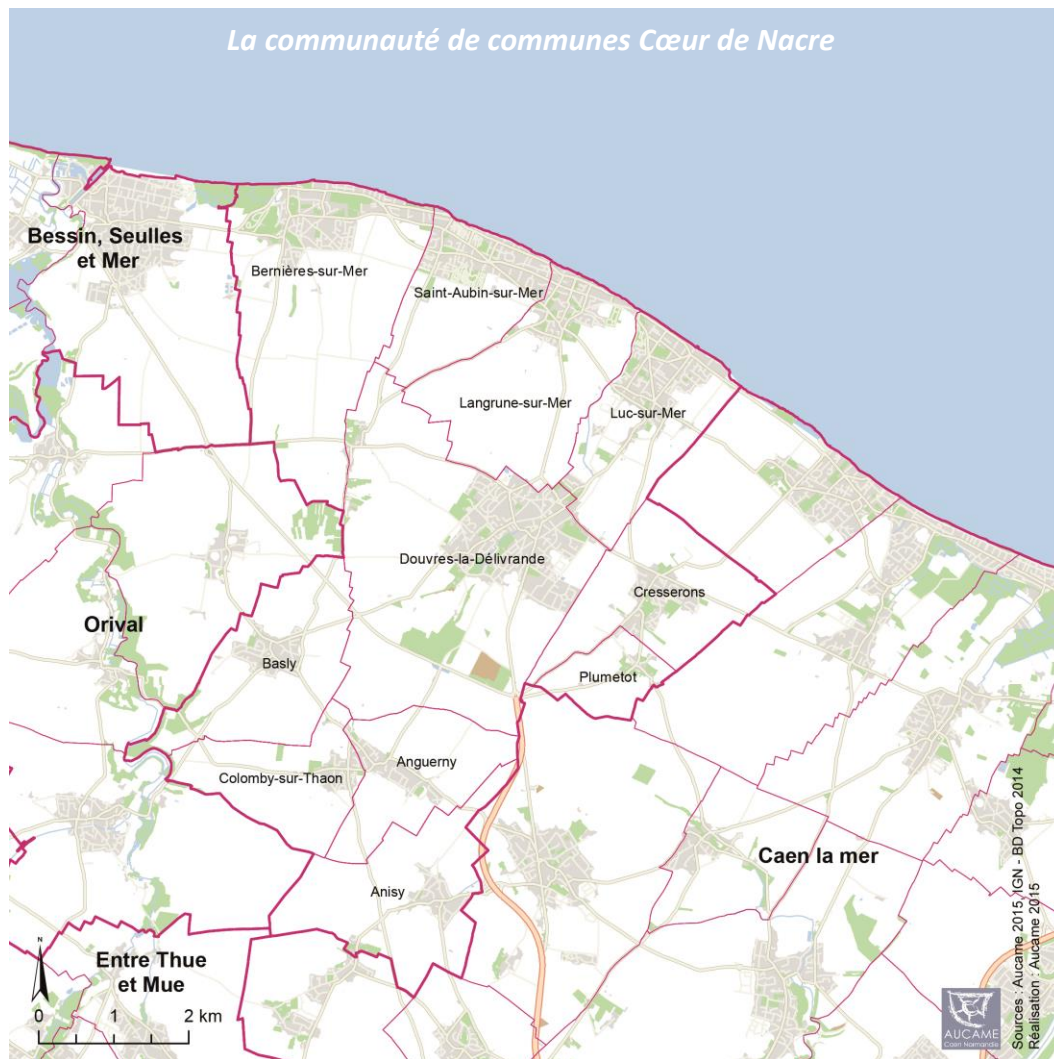 La communauté de communes Cœur de Nacre
Bessin, Seulles
et Mer
Bernières-sur-Mer
Saint-Aubin-sur-Mer
Langrune-sur-Mer
Luc-sur-Mer
Douvres-la-Délivrande
Cresserons
Orival
Basly
Plumetot
Anguerny
Colomby-sur-Thaon
Caen la mer
Anisy
Entre Thue
et Mue
N
0 1 2 km
AUCAME
Caen Normandie
Sources : Aucame 2015, IGN - BD Topo 2014
Réalisation : Aucame 2015